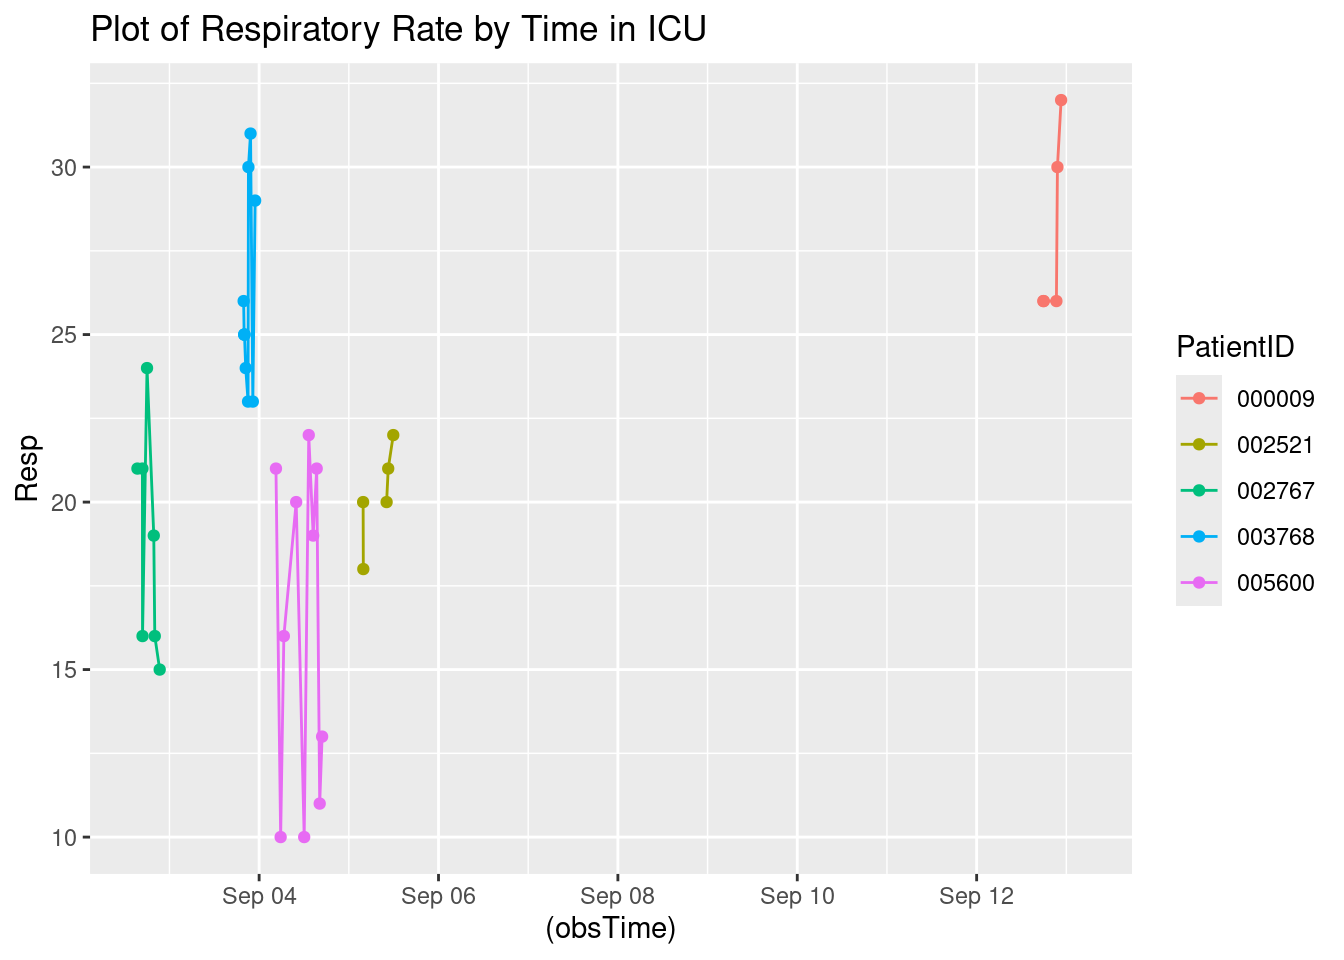 Plot of Respiratory Rate by Time in ICU
Resp
30
25
20
15
10
Sep 04
Sep 06
Sep 08
Sep 10
Sep 12
(obsTime)
PatientID
000009
002521
002767
003768
005600